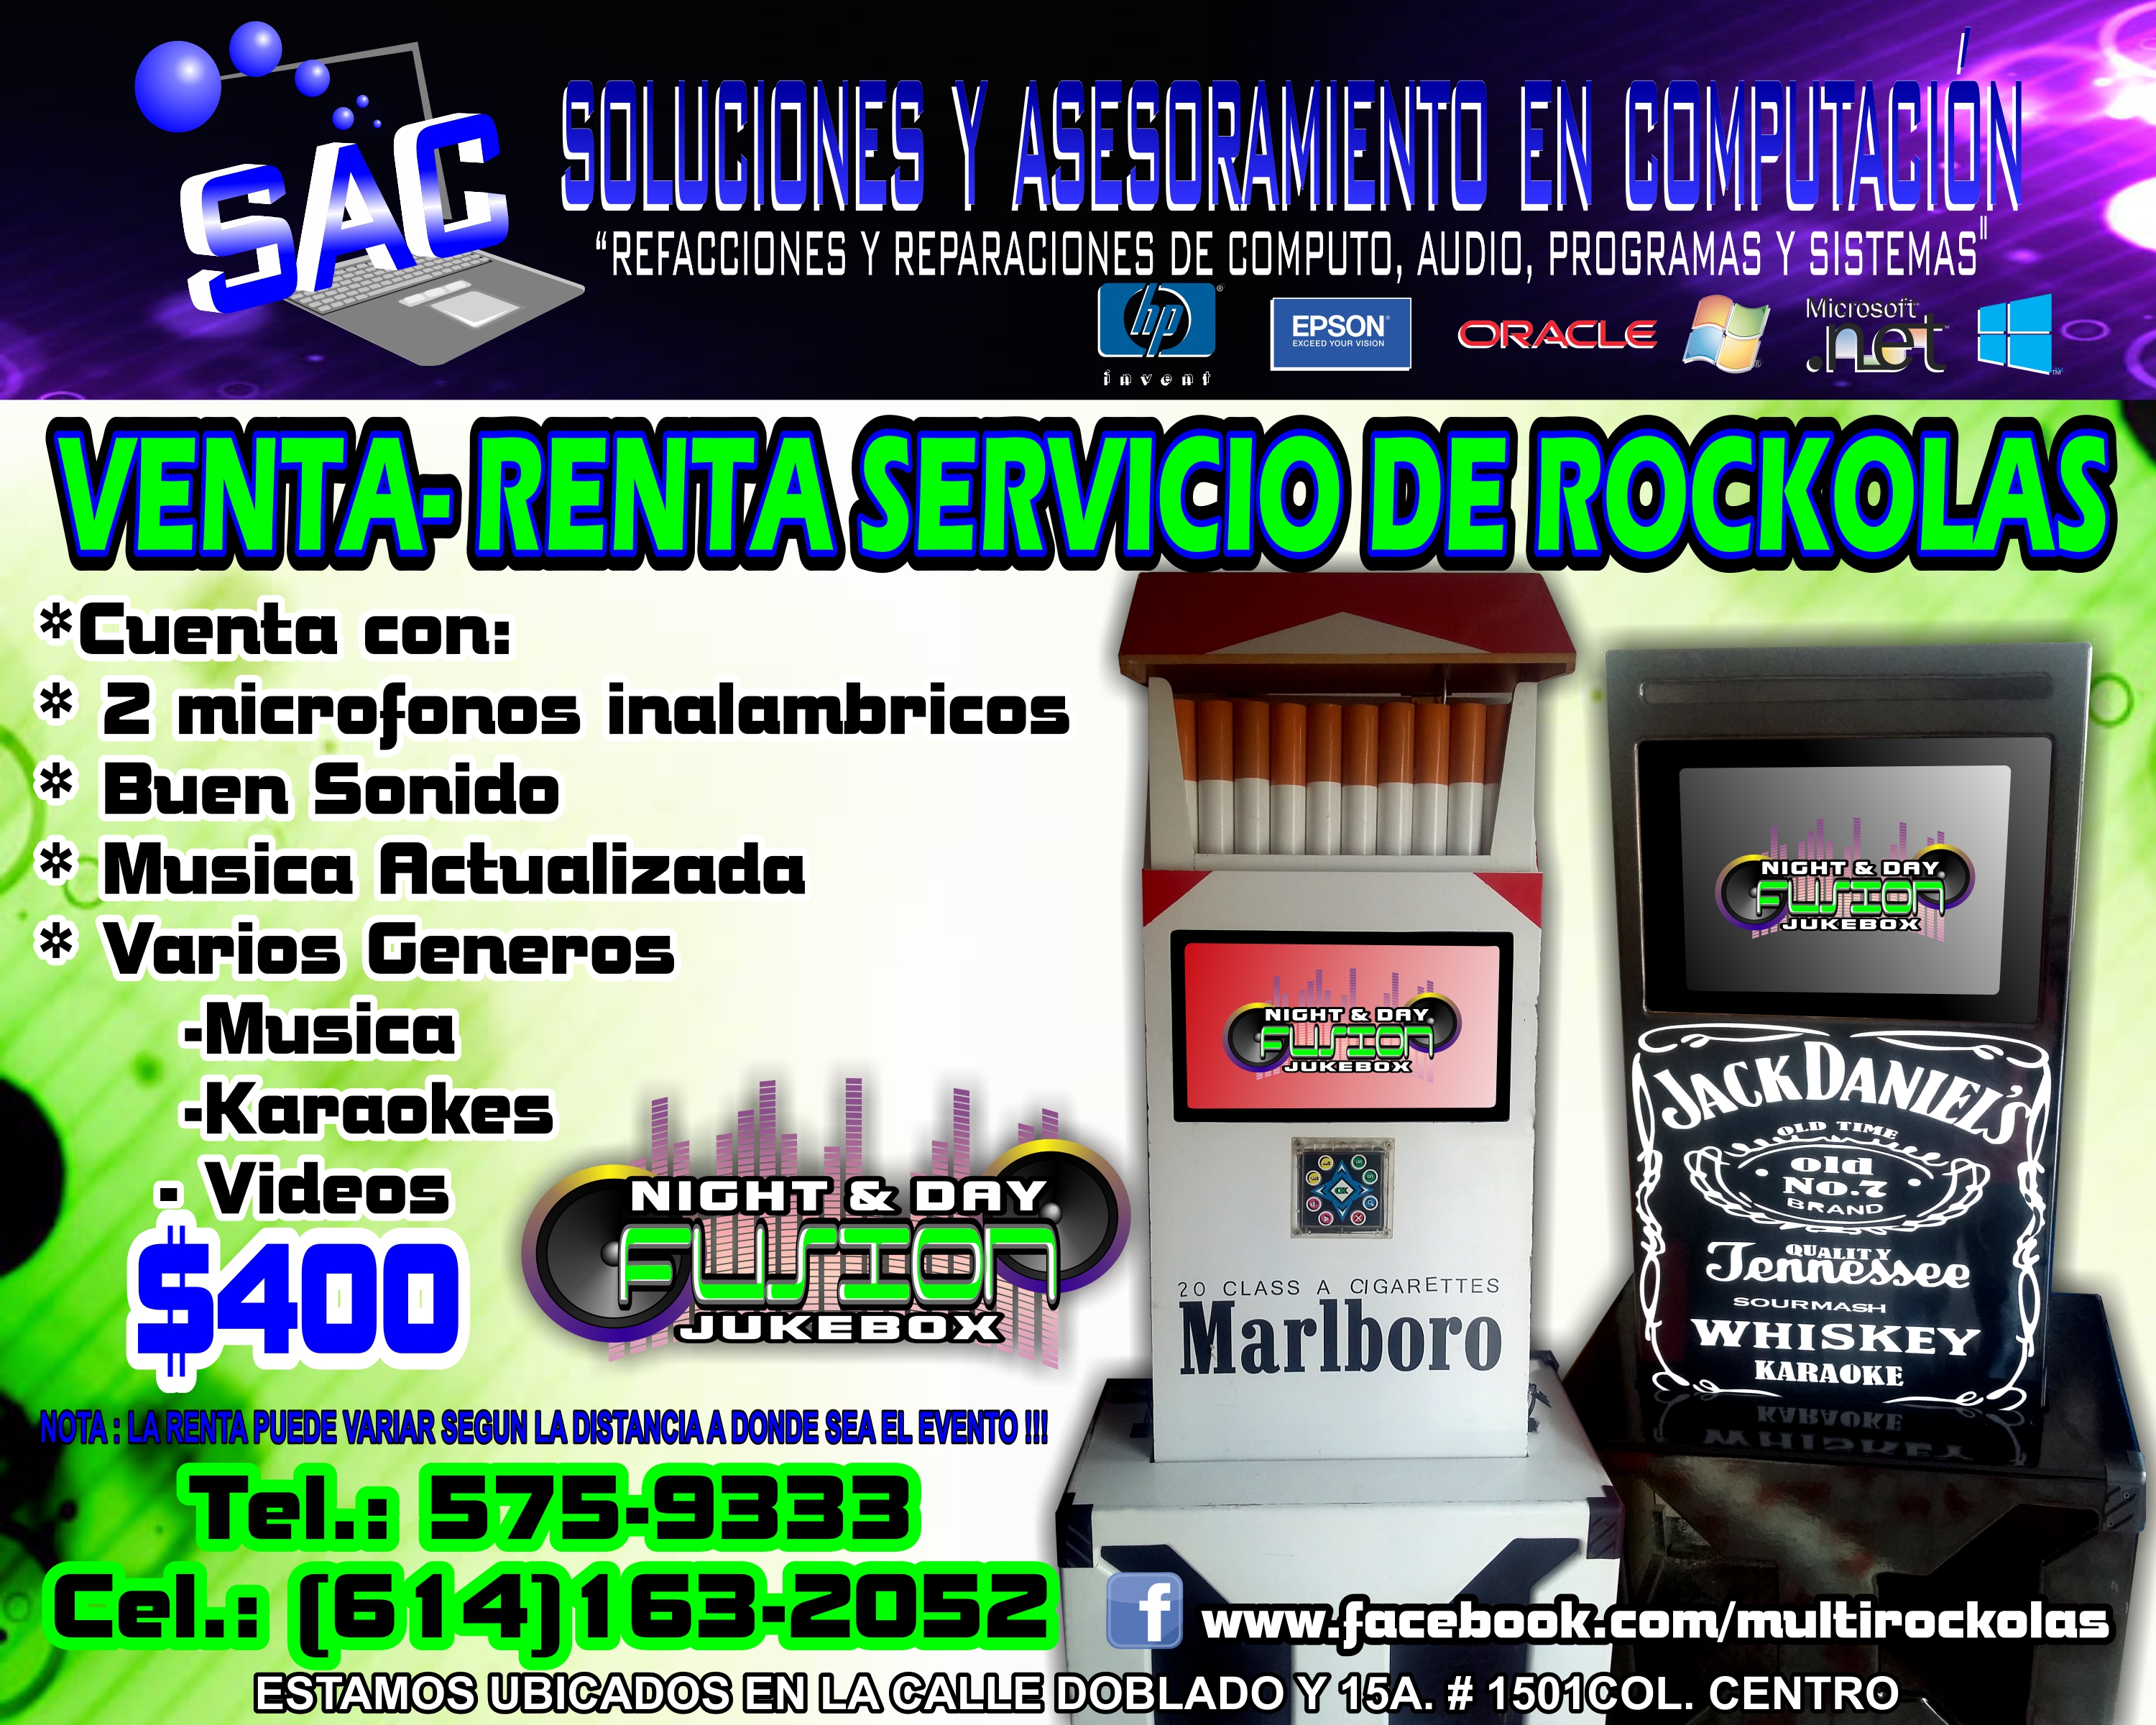 SAC
SOLUCIONES Y ASESORAMIENTO EN COMPUTACIÓN
“REFACCIONES Y REPARACIONES DE COMPUTO, AUDIO, PROGRAMAS Y SISTEMAS"
hp
invent
EPSON
EXCEED YOUR VISION
ORACLE
Microsoft
.net
VENTA- RENTA SERVICIO DE ROCKOLAS
*Cuenta con:
* 2 microfonos inalambricos
* Buen Sonido
* Musica Actualizada
* Varios Generos
-Musica
-Karaokes
- Videos
$400
NIGHT & DAY
FUSION
JUKEBOX
NOTA : LA RENTA PUEDE VARIAR SEGUN LA DISTANCIA A DONDE SEA EL EVENTO !!!
Tel.: 575-9333
Cel.: (614)163-2052
NIGHT & DAY
FUSION
JUKEBOX
OK
20 CLASS A CIGARETTES
Marlboro
NIGHT & DAY
FUSION
JUKEBOX
JACK DANIEL'S
OLD TIME
old
No.7
BRAND
QUALITY
Tennessee
SOURMASH
WHISKEY
KARAOKE
f www.facebook.com/multirockolas
ESTAMOS UBICADOS EN LA CALLE DOBLADO Y 15A. # 1501COL. CENTRO